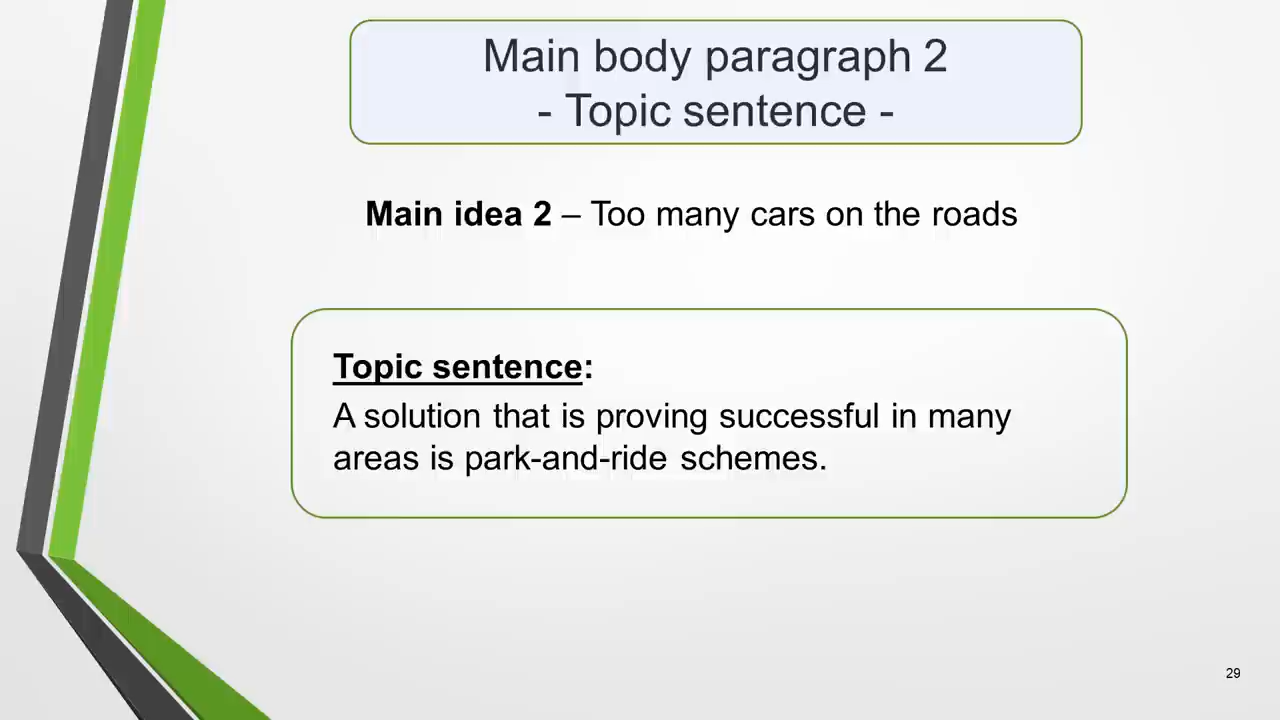 Main body paragraph 2
- Topic sentence -
Main idea 2 – Too many cars on the roads
Topic sentence:
A solution that is proving successful in many
areas is park-and-ride schemes.
29